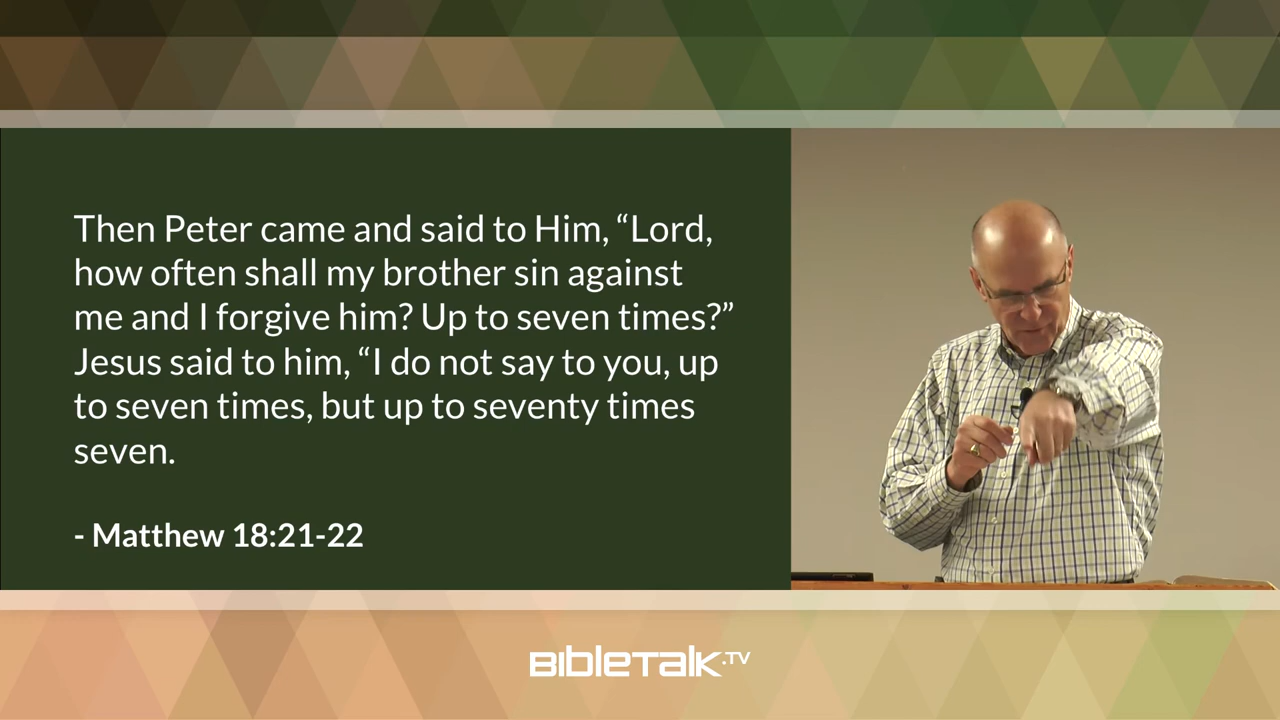 Then Peter came and said to Him, “Lord,
how often shall my brother sin against
me and I forgive him? Up to seven times?”
Jesus said to him, “I do not say to you, up
to seven times, but up to seventy times
seven.
- Matthew 18:21-22
BIBLETALK.TV